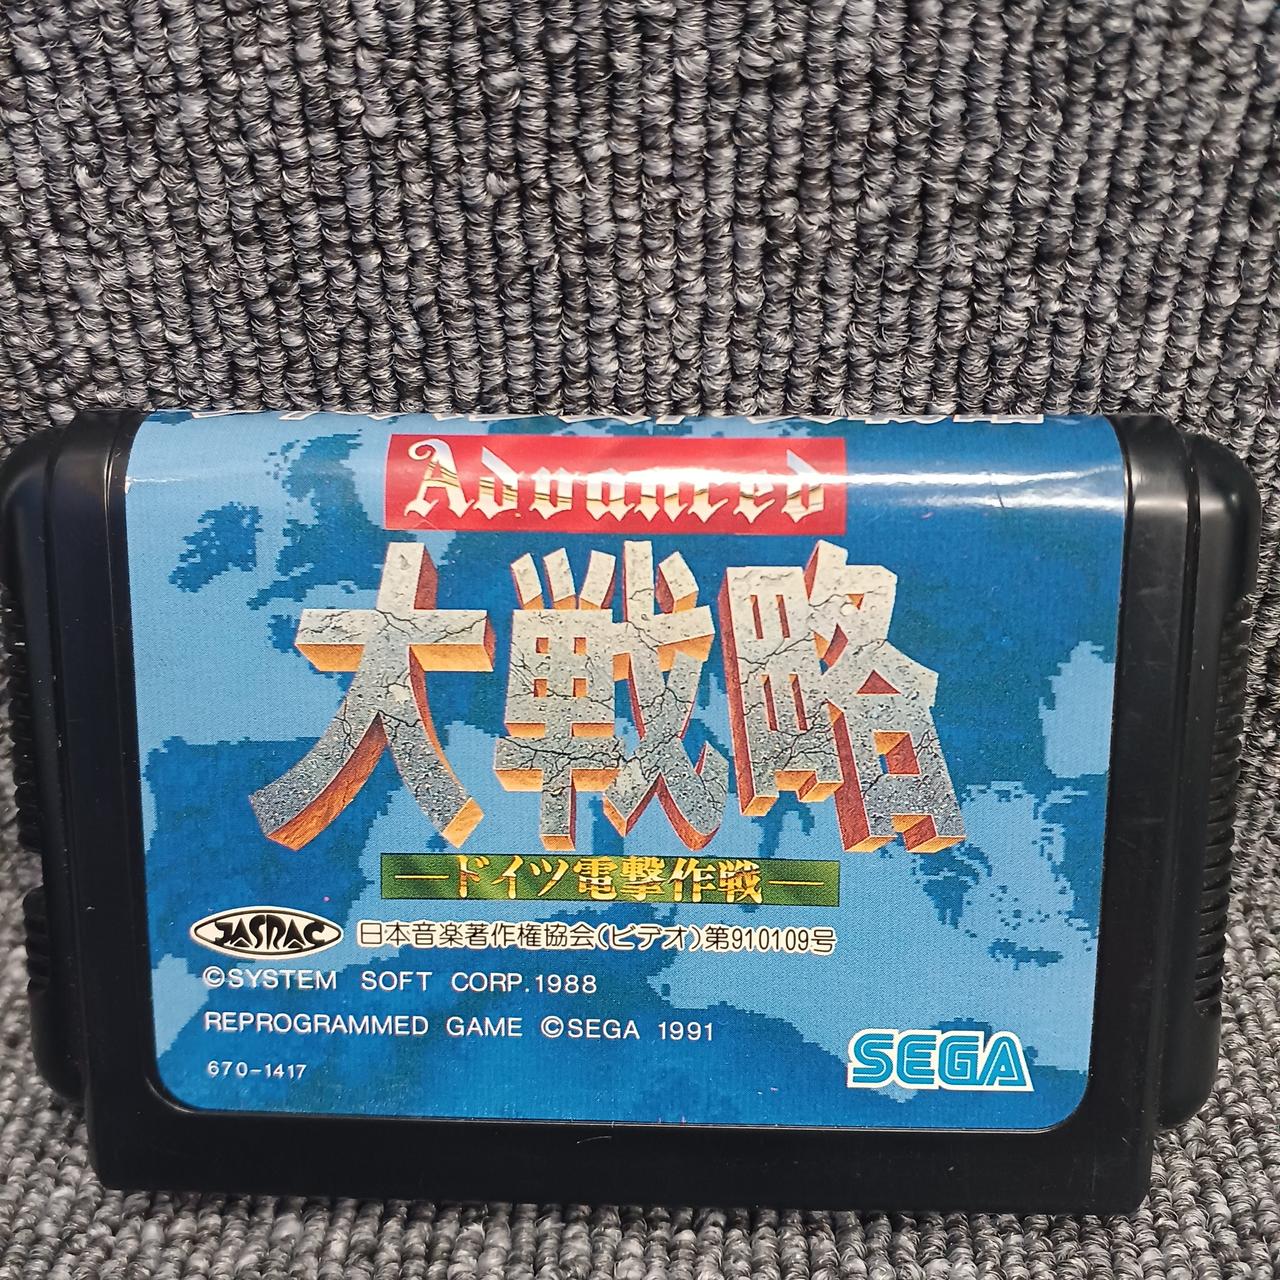 Advanced
大戦略
―ドイツ電撃作戦―
JASRAC 日本音楽著作権協会(ビデオ)第910109号
©SYSTEM SOFT CORP.1988
REPROGRAMMED GAME ©SEGA 1991
670-1417
SEGA